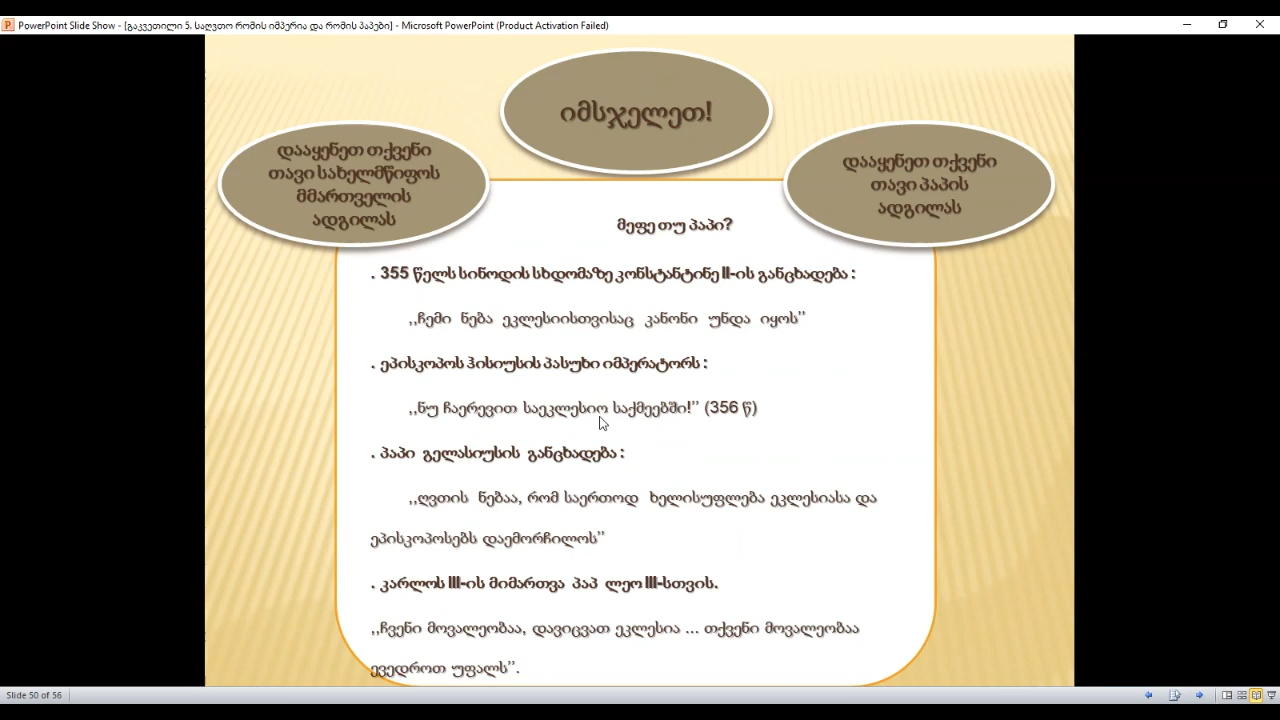 PowerPoint Slide Show - [გაკვეთილი 5. საღვთო რომის იმპერია და რომის პაპები] - Microsoft PowerPoint (Product Activation Failed)
იმსჯელეთ!
დააყენეთ თქვენი
თავი სახელმწიფოს
მმართველის
ადგილას
დააყენეთ თქვენი
თავი პაპის
ადგილას
მეფე თუ პაპი?
. 355 წელს სინოდის სხდომაზე კონსტანტინე II-ის განცხადება :
,,ჩემი ნება ეკლესიისთვისაც კანონი უნდა იყოს’’
. ეპისკოპოს ჰისიუსის პასუხი იმპერატორს :
,,ნუ ჩაერევით საეკლესიო საქმეებში!’’ (356 წ)
. პაპი გელასიუსის განცხადება :
,,ღვთის ნებაა, რომ საერთოდ ხელისუფლება ეკლესიასა და
ეპისკოპოსებს დაემორჩილოს’’
. კარლოს III-ის მიმართვა პაპ ლეო III-სთვის.
,,ჩვენი მოვალეობაა, დავიცვათ ეკლესია ... თქვენი მოვალეობაა
ევედროთ უფალს’’.
Slide 50 of 56